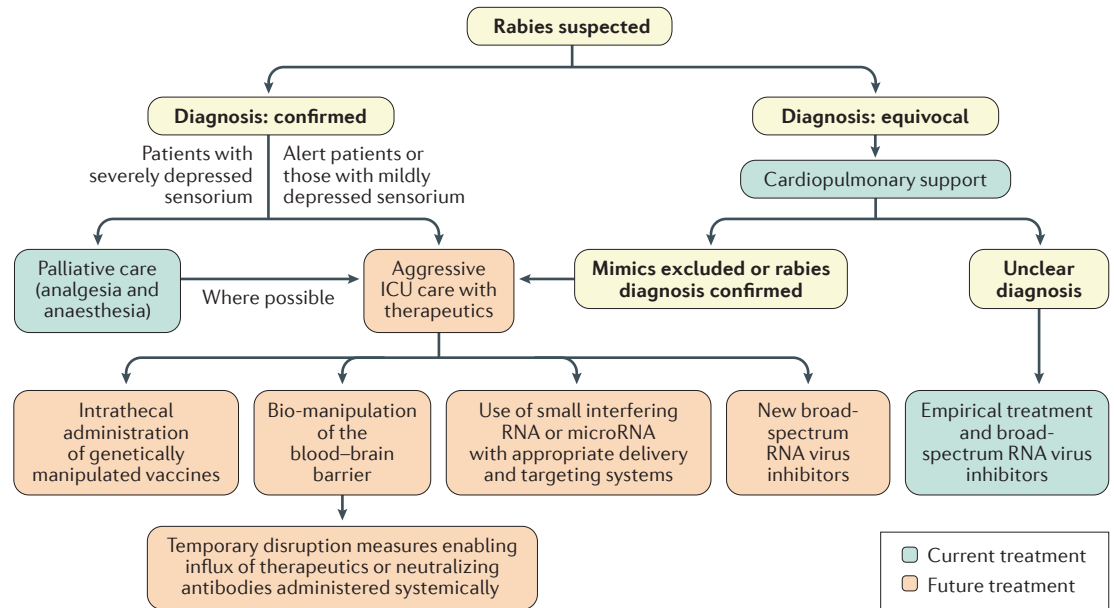 Rabies suspected
Diagnosis: confirmed
Diagnosis: equivocal
Patients with
severely depressed
sensorium
Alert patients or
those with mildly
depressed sensorium
Cardiopulmonary support
Palliative care
(analgesia and
anaesthesia)
Where possible
Aggressive
ICU care with
therapeutics
Mimics excluded or rabies
diagnosis confirmed
Unclear
diagnosis
Intrathecal
administration
of genetically
manipulated vaccines
Bio-manipulation
of the
blood–brain
barrier
Use of small interfering
RNA or microRNA
with appropriate delivery
and targeting systems
New broad-
spectrum
RNA virus
inhibitors
Empirical treatment
and broad-
spectrum RNA virus
inhibitors
Temporary disruption measures enabling
influx of therapeutics or neutralizing
antibodies administered systemically
Current treatment
Future treatment